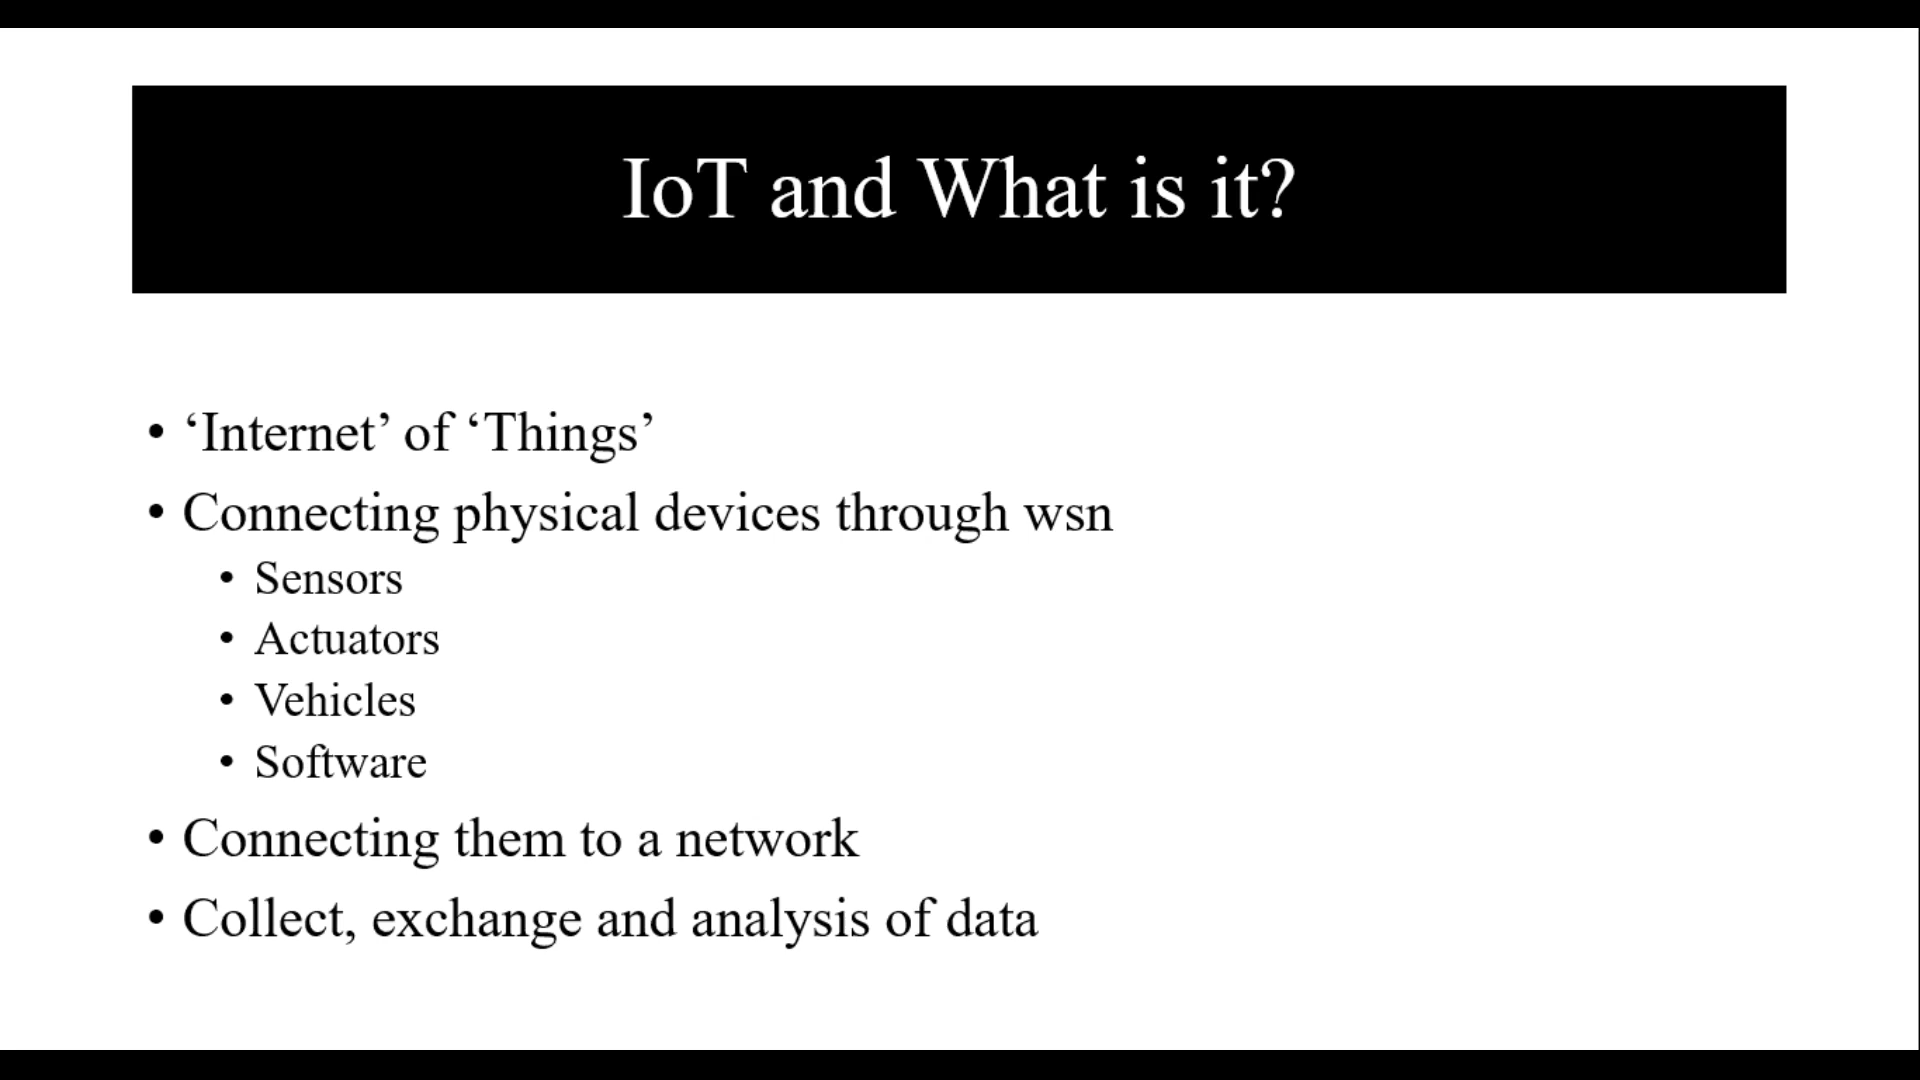 IoT and What is it?
• ‘Internet’ of ‘Things’
• Connecting physical devices through wsn
• Sensors
• Actuators
• Vehicles
• Software
• Connecting them to a network
• Collect, exchange and analysis of data